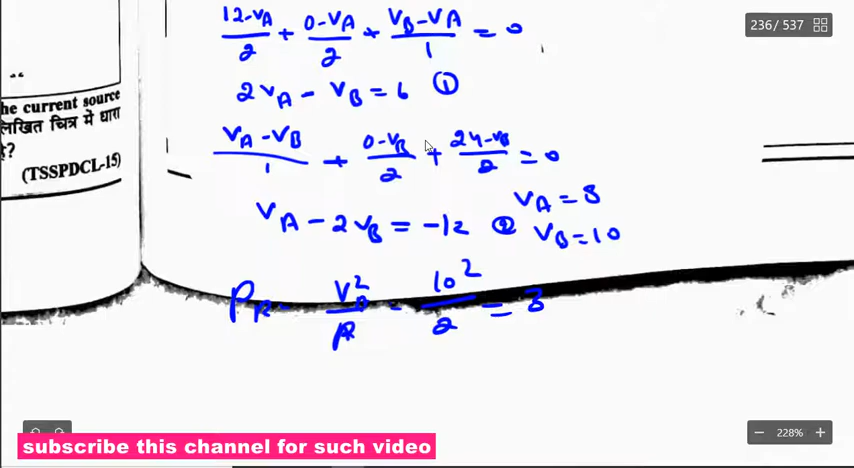 236 / 537
(12-VA)/2 + (0-VA)/2 + (VB-VA)/1 = 0
2VA - VB = 6 ①
he current source
लिखित चित्र में धारा
है?
(TSSPDCL-15)
(VA-VB)/1 + (0-VB)/2 + (24-VB)/2 = 0
VA - 2VB = -12 ②
VA = 8
VB = 10
PR = VB²/R = 10²/2 = 3
228%
subscribe this channel for such video